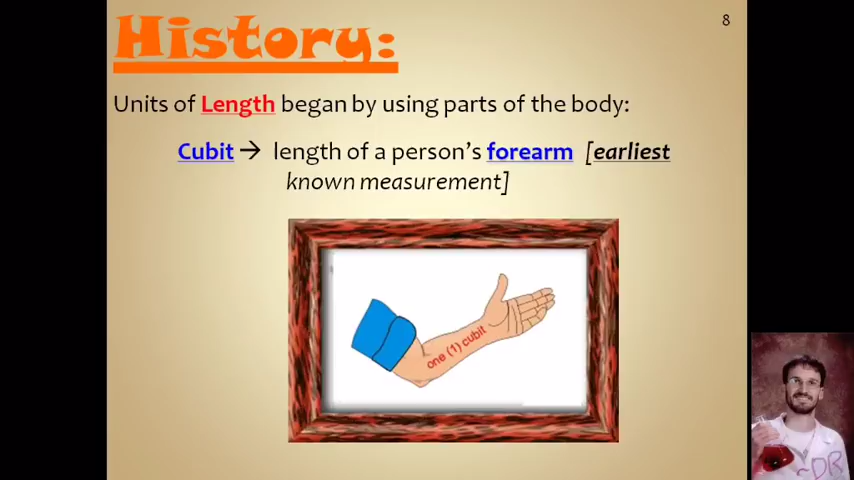 8
History:
Units of Length began by using parts of the body:
Cubit → length of a person's forearm [earliest
known measurement]
one (1) cubit
~DR